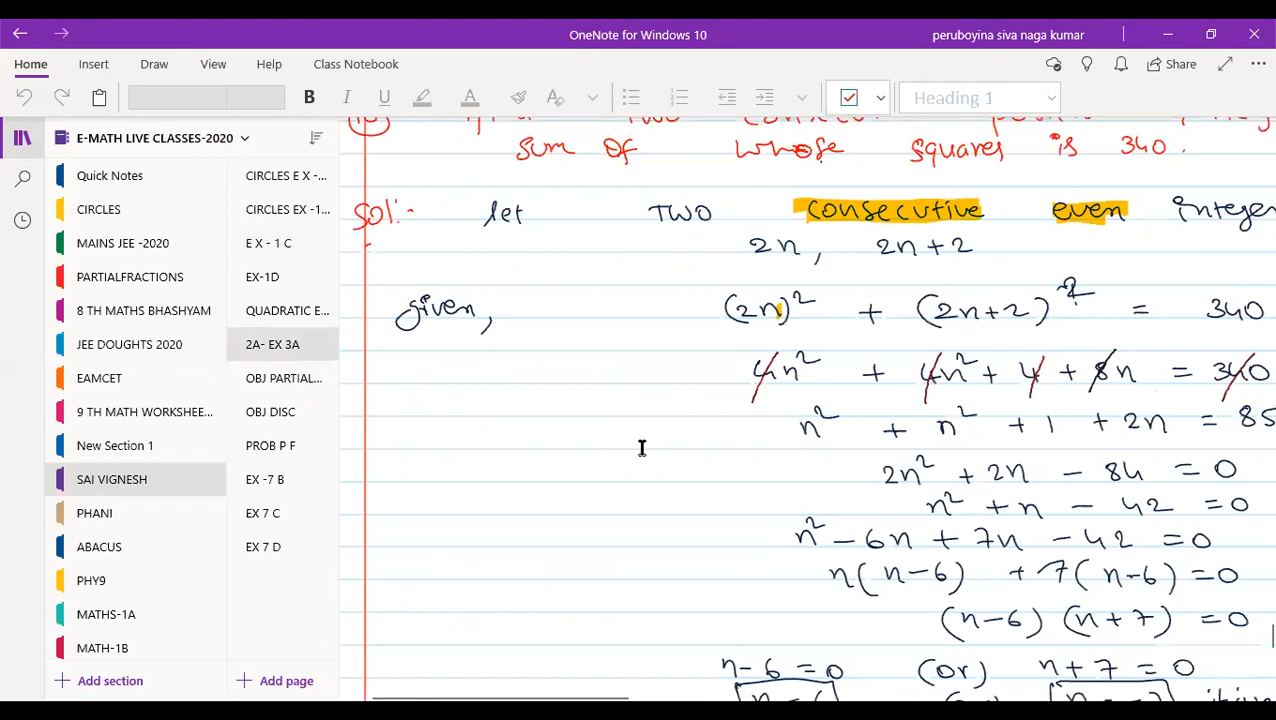 OneNote for Windows 10
peruboyina siva naga kumar
Home Insert Draw View Help Class Notebook
Share
B I U A
Heading 1
E-MATH LIVE CLASSES-2020
Quick Notes
CIRCLES
MAINS JEE -2020
PARTIALFRACTIONS
8 TH MATHS BHASHYAM
JEE DOUGHTS 2020
EAMCET
9 TH MATH WORKSHEE...
New Section 1
SAI VIGNESH
PHANI
ABACUS
PHY9
MATHS-1A
MATH-1B
Add section
CIRCLES E X -...
CIRCLES EX -1...
E X - 1 C
EX-1D
QUADRATIC E...
2A- EX 3A
OBJ PARTIAL...
OBJ DISC
PROB P F
EX -7 B
EX 7 C
EX 7 D
Add page
sum of whose squares is 340.
Sol:- let TWO consecutive even integer
2n, 2n+2
given, (2n)² + (2n+2)² = 340
4n² + 4n² + 4 + 8n = 340
n² + n² + 1 + 2n = 85
2n² + 2n - 84 = 0
n² + n - 42 = 0
n² - 6n + 7n - 42 = 0
n(n-6) + 7(n-6) = 0
(n-6) (n+7) = 0
n-6=0 (or) n+7=0